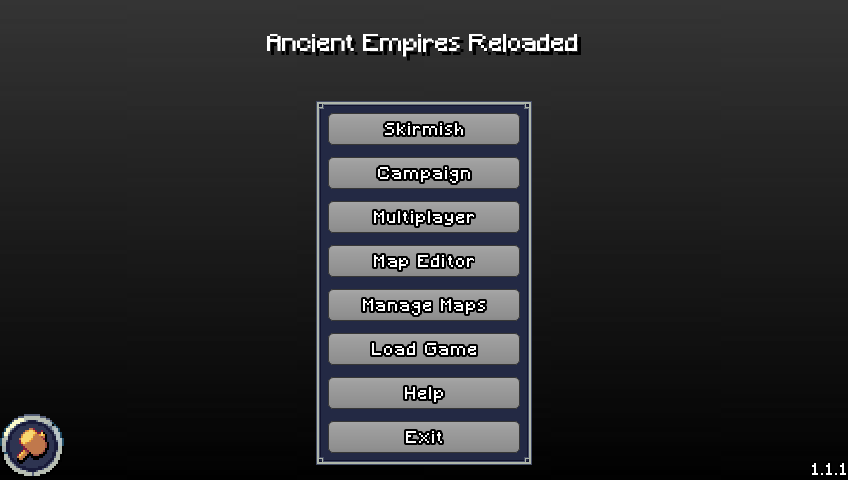 Ancient Empires Reloaded
Skirmish
Campaign
Multiplayer
Map Editor
Manage Maps
Load Game
Help
Exit
1.1.1